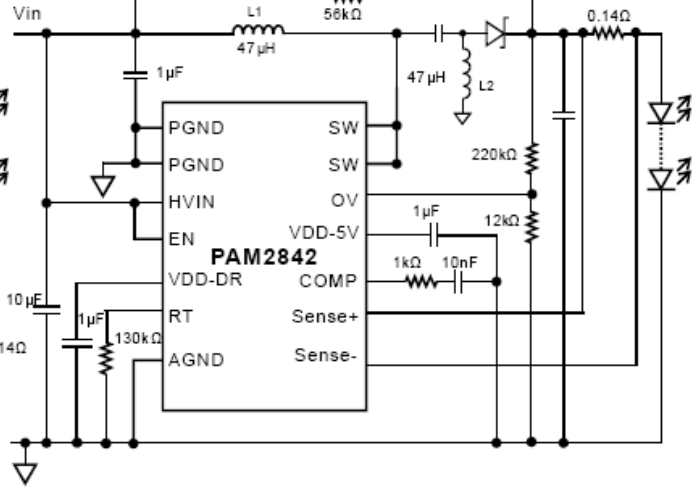 Vin
L1
56kΩ
0.14Ω
47µH
1µF
47µH
L2
PGND
SW
PGND
SW
220kΩ
HVIN
OV
1µF
12kΩ
EN
VDD-5V
PAM2842
VDD-DR
COMP
1kΩ
10nF
10µF
1µF
RT
Sense+
130kΩ
14Ω
AGND
Sense-